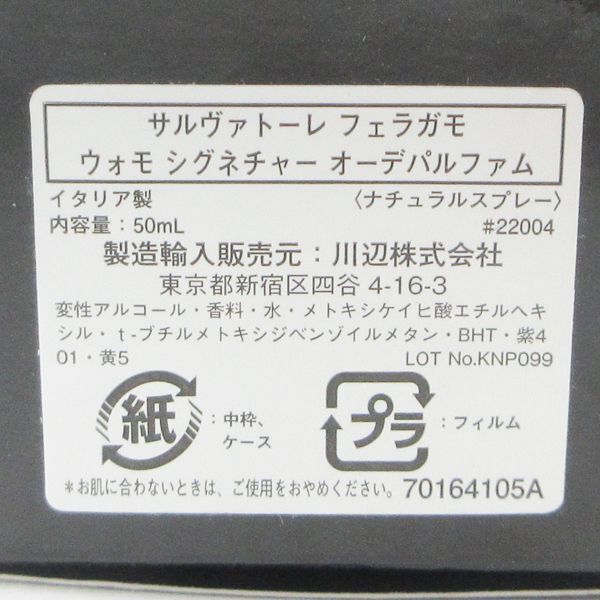 サルヴァトーレ フェラガモ
ウォモ シグネチャー オーデパルファム
イタリア製 〈ナチュラルスプレー〉
内容量：50mL #22004
製造輸入販売元：川辺株式会社
東京都新宿区四谷 4-16-3
変性アルコール・香料・水・メトキシケイヒ酸エチルヘキ
シル・t-ブチルメトキシジベンゾイルメタン・BHT・紫4
01・黄5 LOT No.KNP099
紙：中枠、
ケース
プラ：フィルム
*お肌に合わないときは、ご使用をおやめください。 70164105A